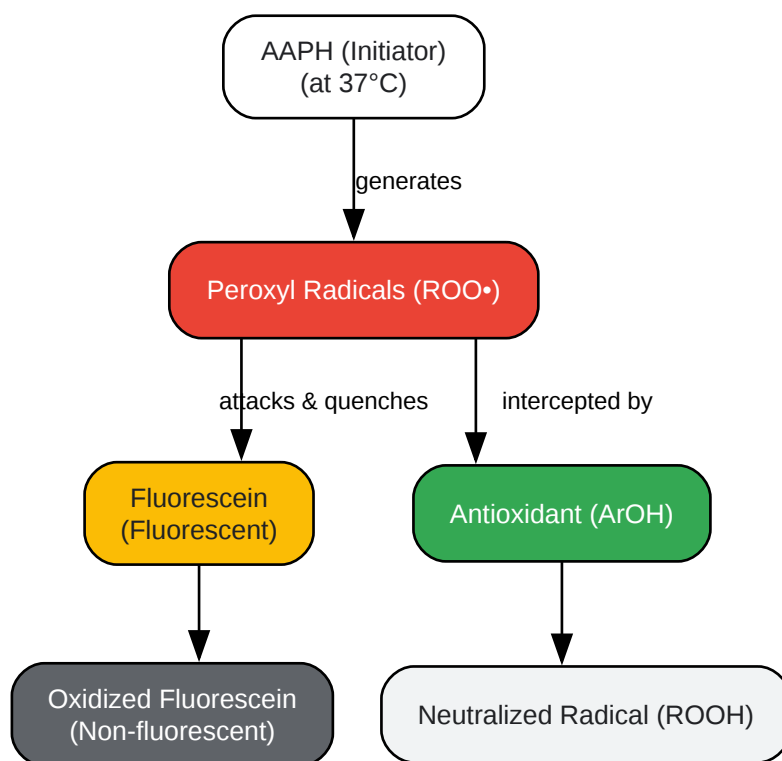 AAPH (Initiator)
(at 37°C)
generates
Peroxyl Radicals (ROO•)
attacks & quenches
intercepted by
Fluorescein
(Fluorescent)
Antioxidant (ArOH)
Oxidized Fluorescein
(Non-fluorescent)
Neutralized Radical (ROOH)